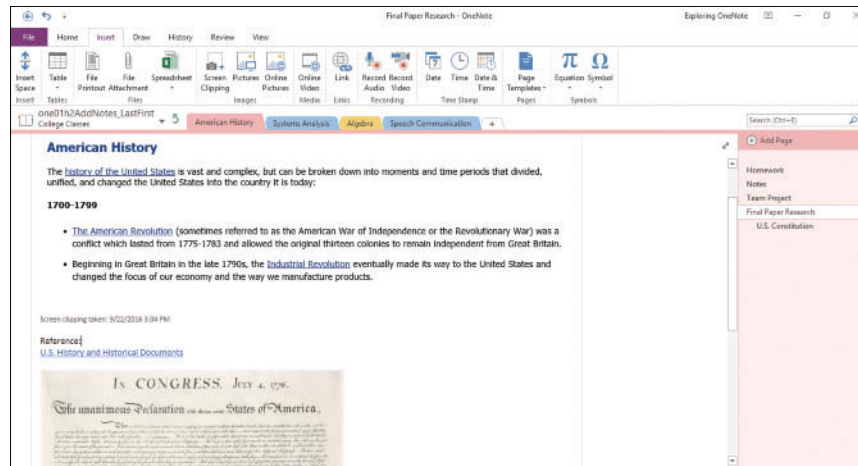 Final Paper Research - OneNote
Exploring OneNote
File Home Insert Draw History Review View
Insert Space
Table
File Printout
File Attachment
Spreadsheet
Screen Clipping
Pictures
Online Pictures
Online Video
Link
Record Audio
Record Video
Date
Time
Date & Time
Page Templates
Equation
Symbol
Insert Tables Files Images Media Links Recording Time Stamp Pages Symbols
one01h2AddNotes_LastFirst
College Classes
5
American History Systems Analysis Algebra Speech Communication +
Search (Ctrl+E)
Add Page
Homework
Notes
Team Project
Final Paper Research
U.S. Constitution
American History
The history of the United States is vast and complex, but can be broken down into moments and time periods that divided,
unified, and changed the United States into the country it is today:
1700-1799
• The American Revolution (sometimes referred to as the American War of Independence or the Revolutionary War) was a
conflict which lasted from 1775-1783 and allowed the original thirteen colonies to remain independent from Great Britain.
• Beginning in Great Britain in the late 1790s, the Industrial Revolution eventually made its way to the United States and
changed the focus of our economy and the way we manufacture products.
Screen clipping taken: 9/22/2016 3:04 PM
Reference:
U.S. History and Historical Documents
IN CONGRESS, JULY 4, 1776.
The unanimous Declaration of the thirteen united States of America,